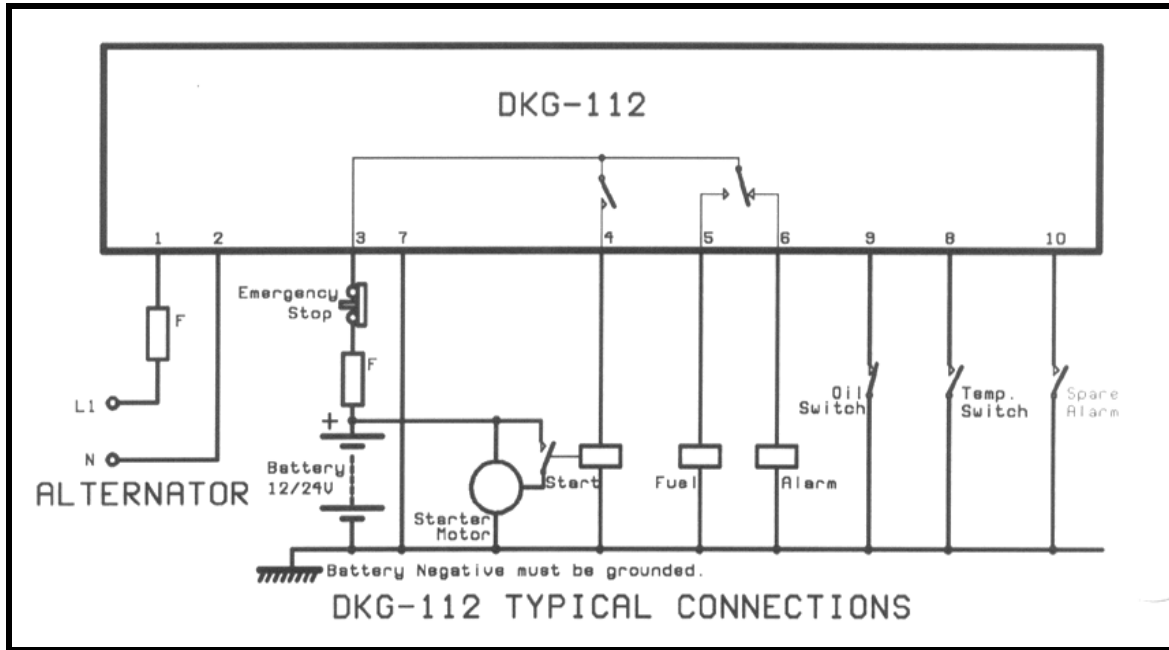 DKG-112
1 2 3 7 4 5 6 9 8 10
Emergency
Stop
F
F
L1
N
ALTERNATOR
+
Battery
12/24V
Starter
Motor
Start
Fuel
Alarm
Oil
Switch
Temp.
Switch
Spare
Alarm
Battery Negative must be grounded.
DKG-112 TYPICAL CONNECTIONS